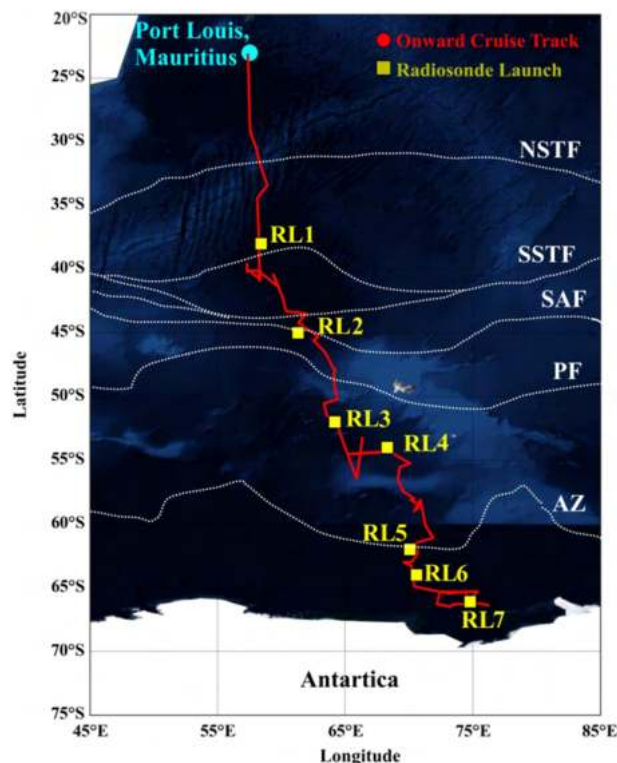 20°S
25°S
30°S
35°S
40°S
45°S
50°S
55°S
60°S
65°S
70°S
75°S
Latitude
Port Louis,
Mauritius
Onward Cruise Track
Radiosonde Launch
NSTF
RL1
SSTF
SAF
RL2
PF
RL3
RL4
AZ
RL5
RL6
RL7
Antartica
45°E
55°E
65°E
75°E
85°E
Longitude